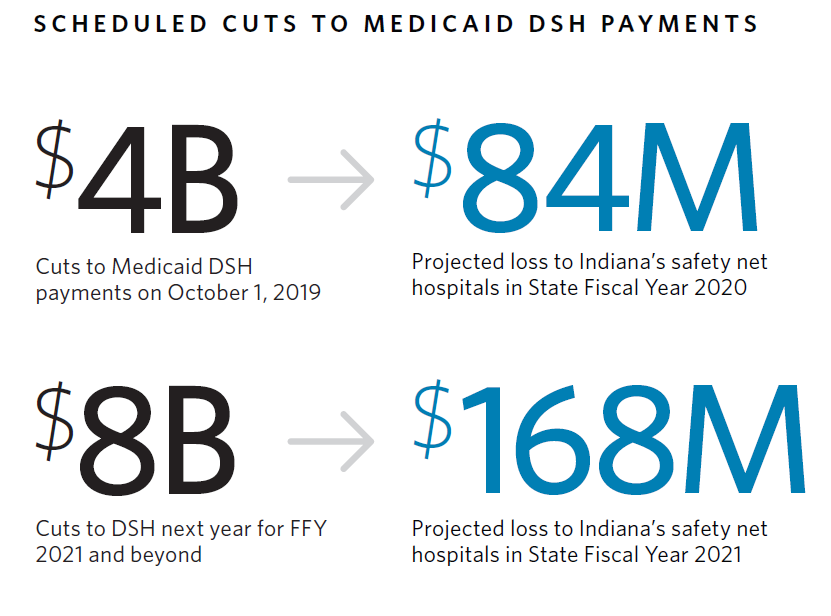 SCHEDULED CUTS TO MEDICAID DSH PAYMENTS
$4B
Cuts to Medicaid DSH
payments on October 1, 2019
$84M
Projected loss to Indiana’s safety net
hospitals in State Fiscal Year 2020
$8B
Cuts to DSH next year for FFY
2021 and beyond
$168M
Projected loss to Indiana’s safety net
hospitals in State Fiscal Year 2021